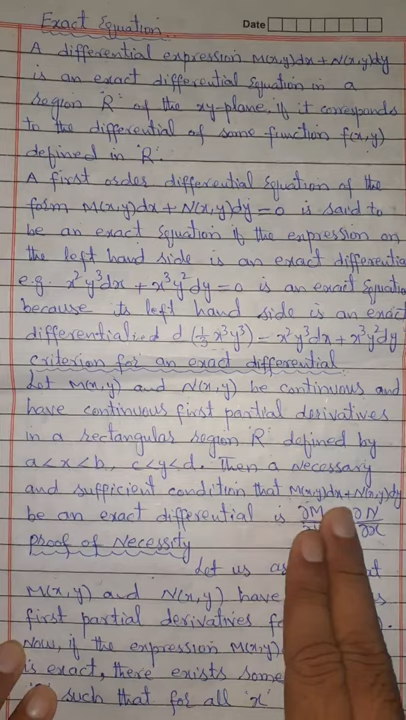 Exact Equation.. Date
A differential expression M(x,y)dx + N(x,y)dy
is an exact differential Equation in a
region 'R' of the xy-plane, if it corresponds
to the differential of some function f(x,y)
defined in 'R'.
A first order differential Equation of the
form M(x,y)dx + N(x,y)dy = 0 is said to
be an exact Equation if the expression on
the left hand side is an exact differentia
e.g. x²y³dx + x³y²dy = 0 is an exact Equatio
because its left hand side is an exact
differential i.e d(⅓x³y³) = x²y³dx + x³y²dy
criterion for an exact differential
Let M(x,y) and N(x,y) be continuous and
have continuous first partial derivatives
in a rectangular region 'R' defined by
a<x<b, c<y<d. Then a necessary
and sufficient condition that M(x,y)dx + N(x,y)dy
be an exact differential is ∂M ∂N/∂x
Proof of Necessity
Let us as
M(x,y) and N(x,y) have
first partial derivatives
Now, if the expression M(x,y)
is exact, there exists some
such that for all 'x'